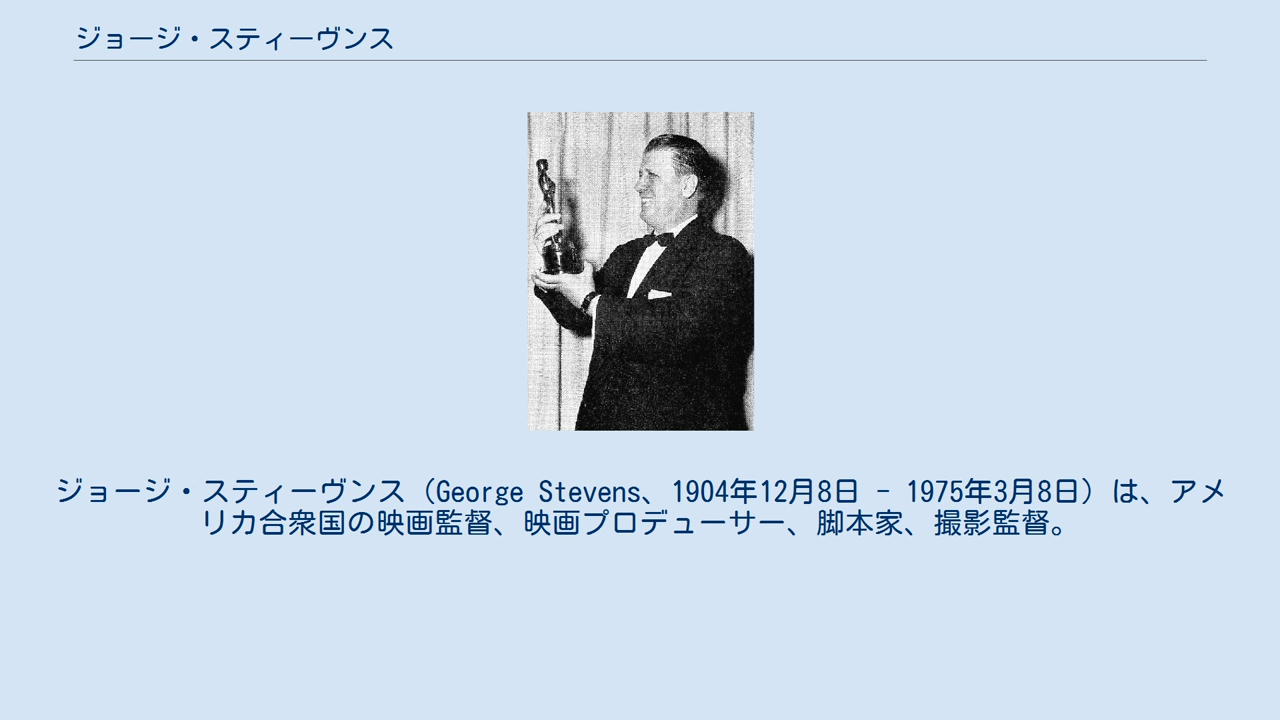 ジョージ・スティーヴンス
ジョージ・スティーヴンス（George Stevens、1904年12月8日 - 1975年3月8日）は、アメ
リカ合衆国の映画監督、映画プロデューサー、脚本家、撮影監督。